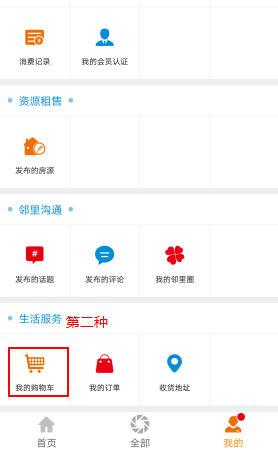 消费记录 我的会员认证
资源租售
发布的房源
邻里沟通
#
发布的话题 发布的评论 我的邻里圈
生活服务 第二种
我的购物车 我的订单 收货地址
首页 全部 我的